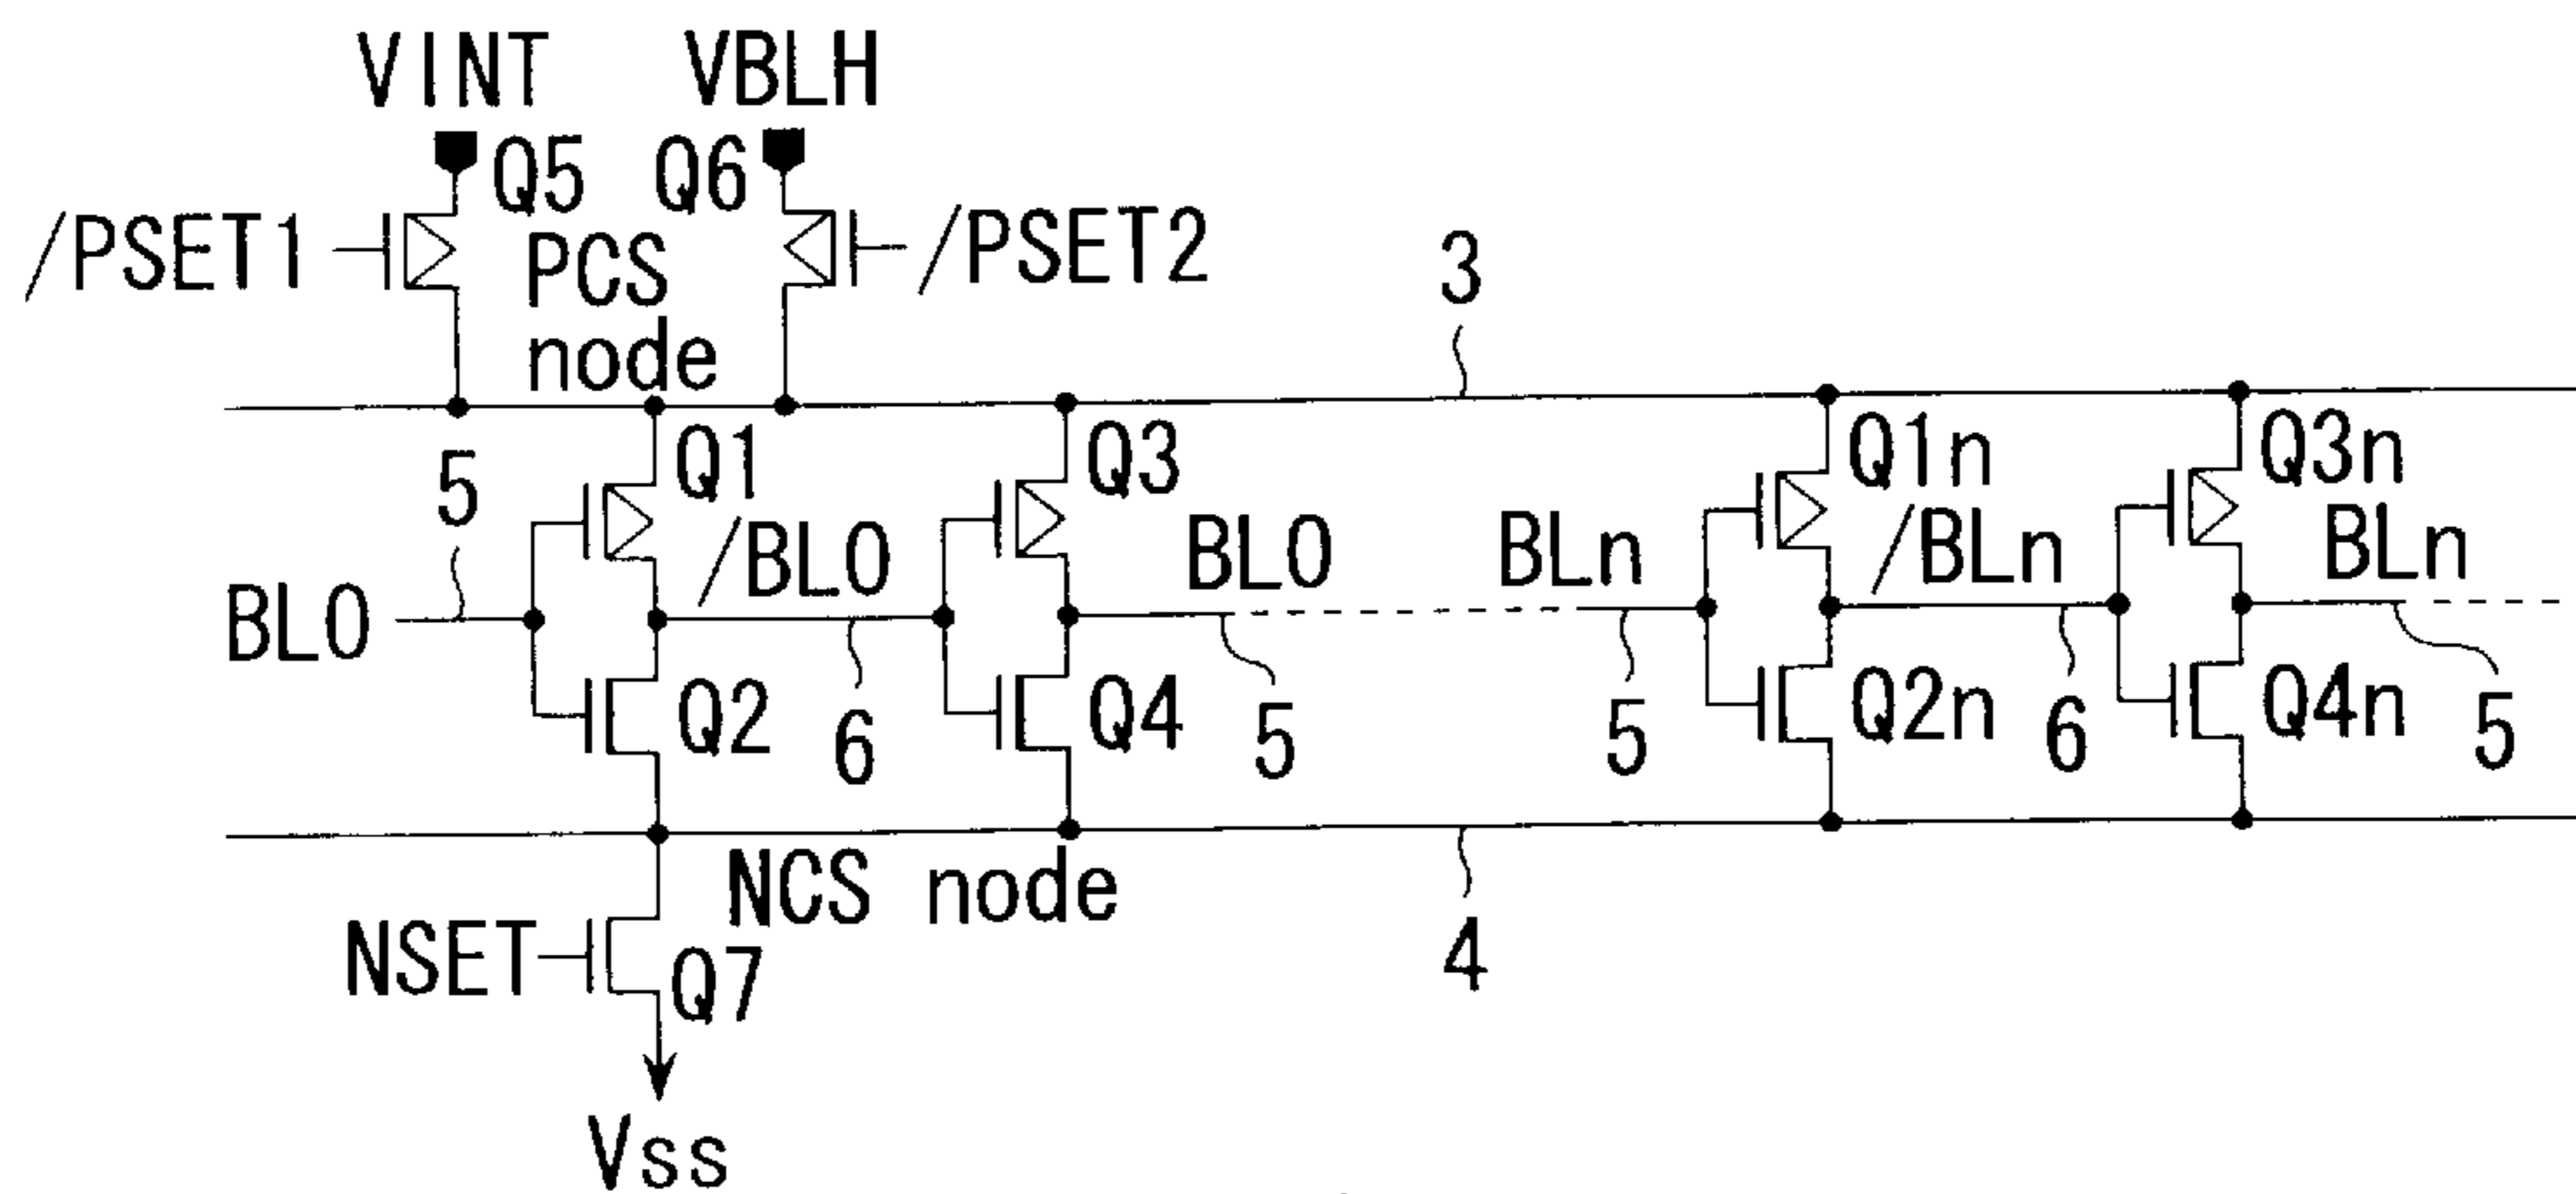 VINT VBLH
Q5 Q6
/PSET1 PCS /PSET2
node
3
5 Q1 Q3 Q1n Q3n
BL0 /BL0 BL0 BLn /BLn BLn
Q2 Q4 Q2n Q4n
6 5 5 6 5
NCS node
NSET Q7 4
Vss